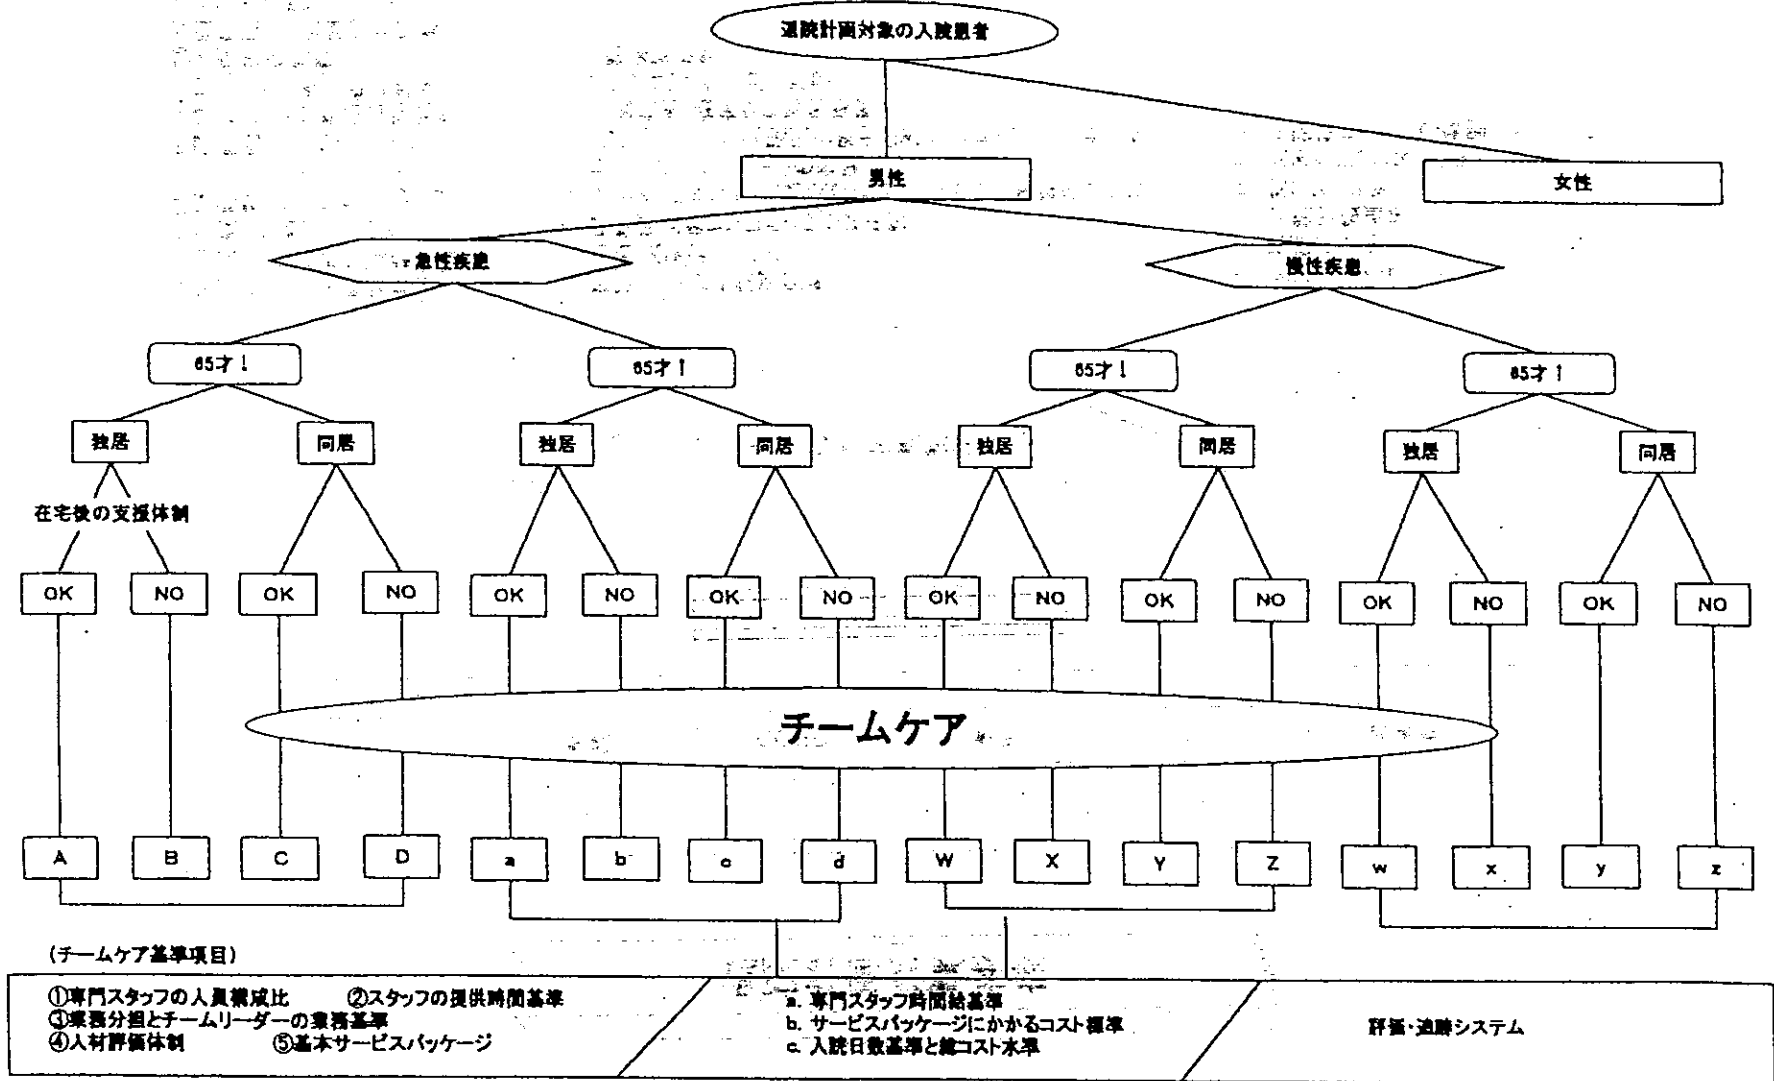 退院計画対象の入院患者
男性
女性
急性疾患
慢性疾患
65才↓
65才↑
65才↓
65才↑
独居
同居
独居
同居
独居
同居
独居
同居
在宅後の支援体制
OK
NO
OK
NO
OK
NO
OK
NO
OK
NO
OK
NO
OK
NO
OK
NO
チームケア
A
B
C
D
a
b
c
d
W
X
Y
Z
w
x
y
z
(チームケア基準項目)
①専門スタッフの人員構成比 ②スタッフの提供時間基準
③業務分担とチームリーダーの業務基準
④人材評価体制 ⑤基本サービスパッケージ
a. 専門スタッフ時間給基準
b. サービスパッケージにかかるコスト標準
c. 入院日数基準と総コスト水準
評価・追跡システム